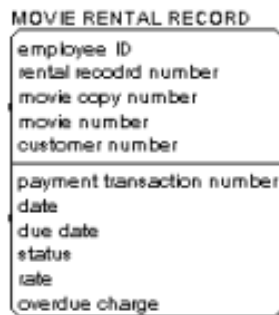 MOVIE RENTAL RECORD
employee ID
rental recodrd number
movie copy number
movie number
customer number
payment transaction number
date
due date
status
rate
overdue charge